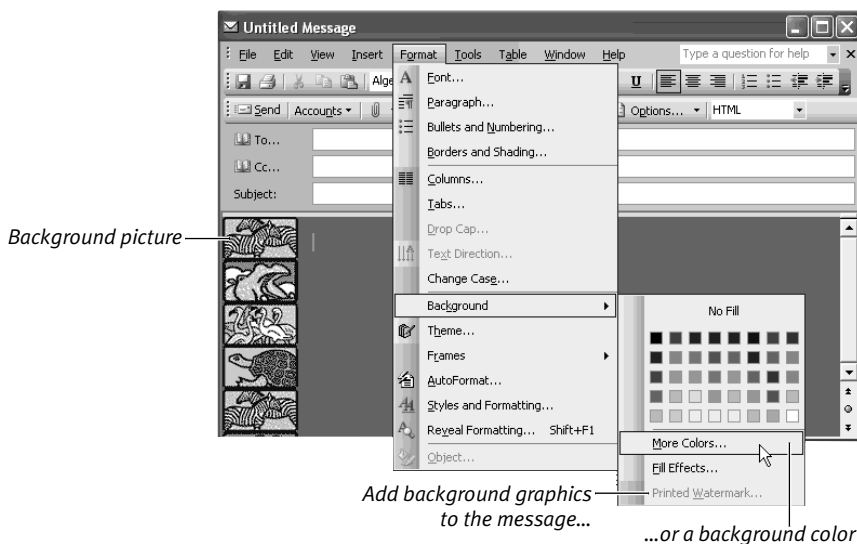 Untitled Message
File Edit View Insert Format Tools Table Window Help Type a question for help
Alge
Send Accounts Options... HTML
To...
Cc...
Subject:
Font...
Paragraph...
Bullets and Numbering...
Borders and Shading...
Columns...
Tabs...
Drop Cap...
Text Direction...
Change Case...
Background
Theme...
Frames
AutoFormat...
Styles and Formatting...
Reveal Formatting... Shift+F1
Object...
No Fill
More Colors...
Fill Effects...
Printed Watermark...
Background picture
Add background graphics
to the message...
...or a background color